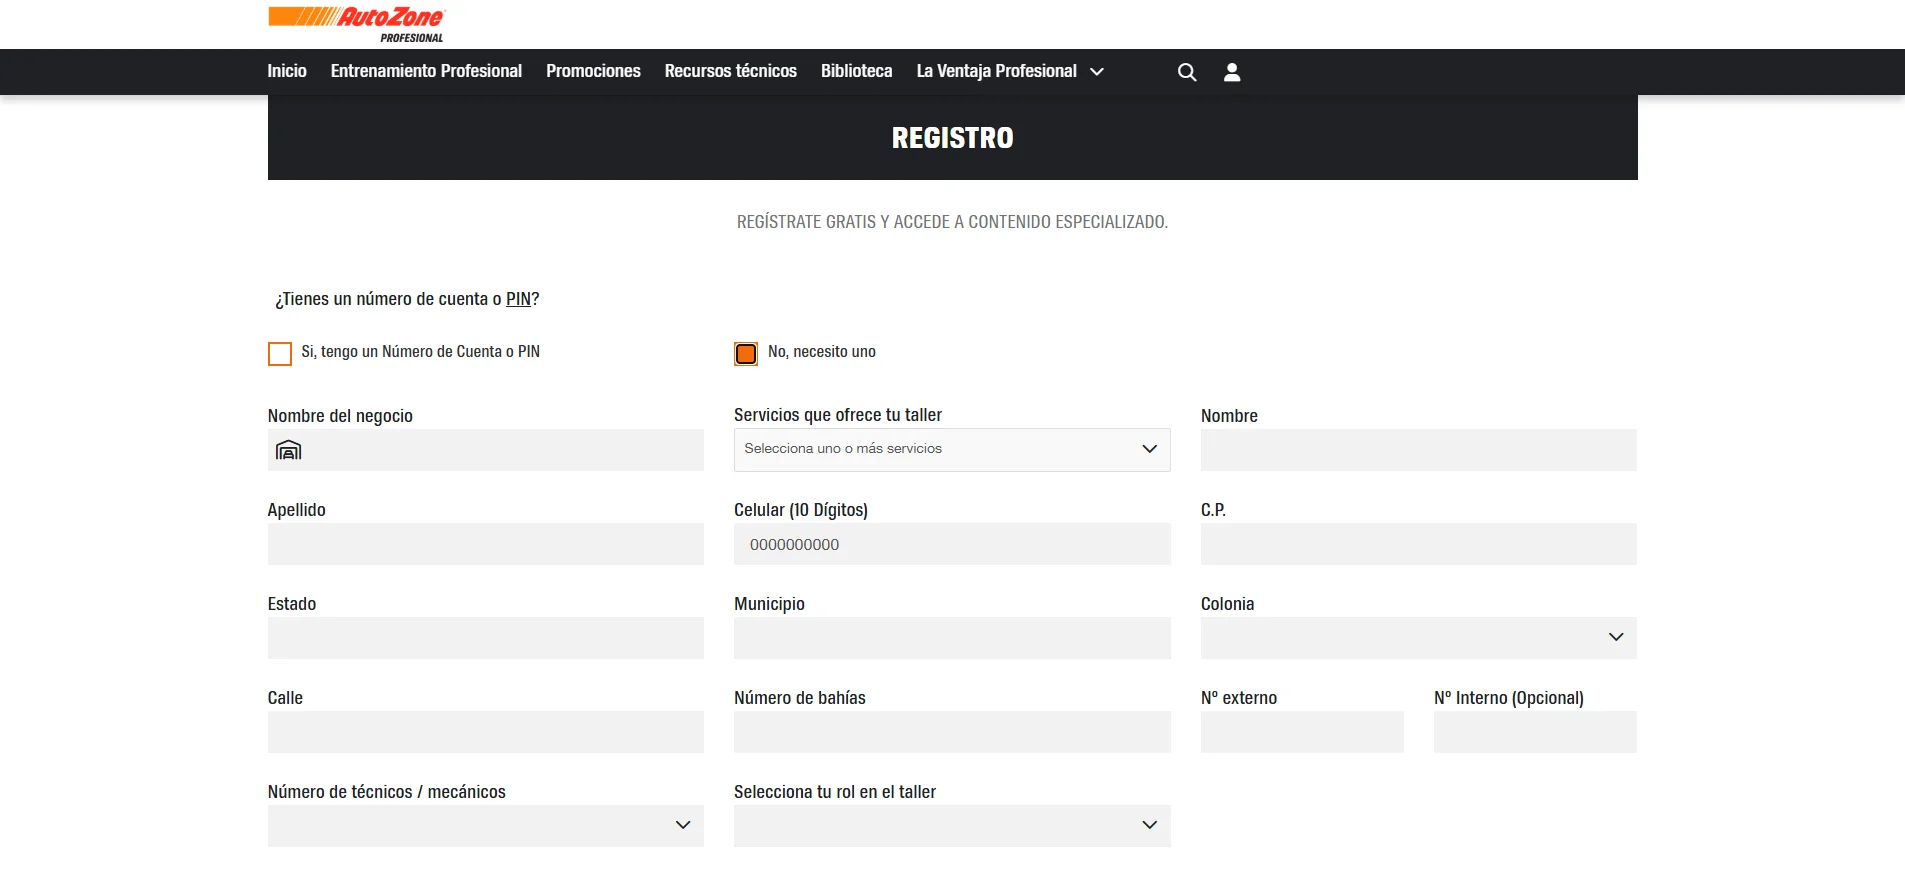 AutoZone
PROFESIONAL
Inicio Entrenamiento Profesional Promociones Recursos técnicos Biblioteca La Ventaja Profesional
REGISTRO
REGÍSTRATE GRATIS Y ACCEDE A CONTENIDO ESPECIALIZADO.
¿Tienes un número de cuenta o PIN?
Si, tengo un Número de Cuenta o PIN No, necesito uno
Nombre del negocio Servicios que ofrece tu taller Nombre
Selecciona uno o más servicios
Apellido Celular (10 Dígitos) C.P.
0000000000
Estado Municipio Colonia
Calle Número de bahías Nº externo Nº Interno (Opcional)
Número de técnicos / mecánicos Selecciona tu rol en el taller